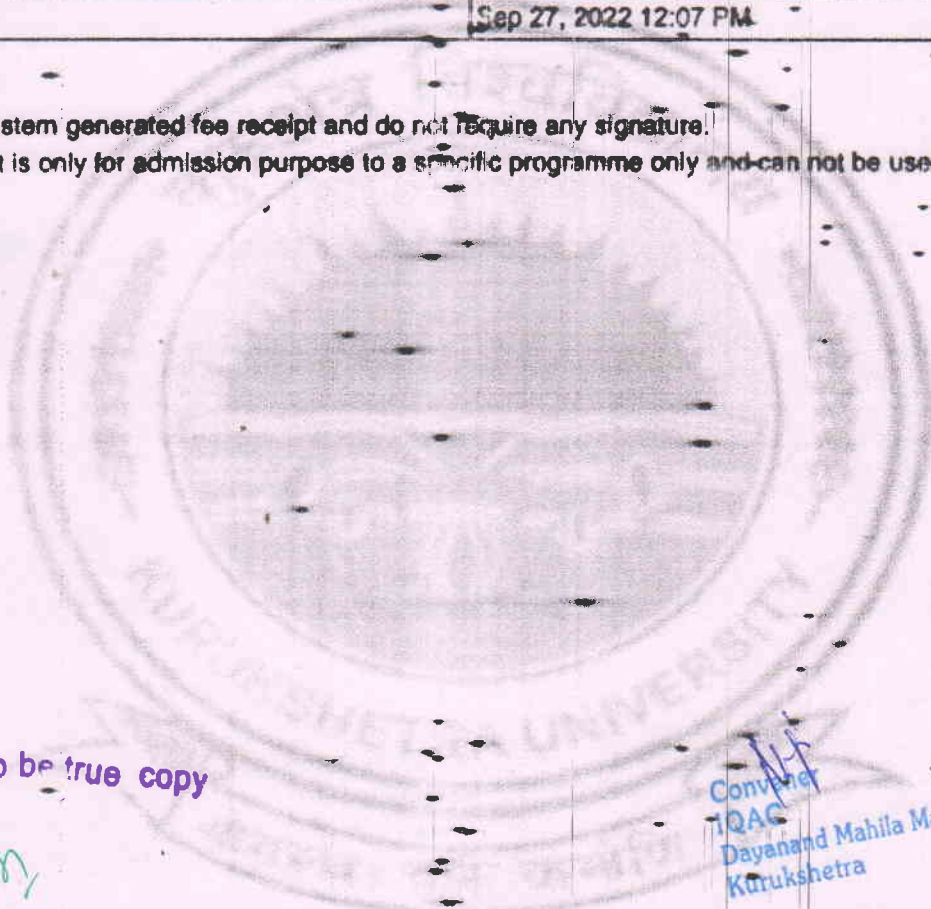 Sep 27, 2022 12:07 PM
stem generated fee receipt and do not require any signature.
t is only for admission purpose to a specific programme only and can not be use
KURUKSHETRA UNIVERSITY
o be true copy
Convener
IQAC
Dayanand Mahila Ma
Kurukshetra